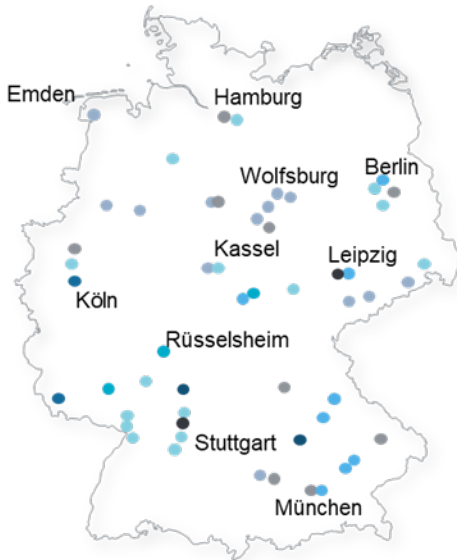 Emden
Hamburg
Wolfsburg
Berlin
Kassel
Leipzig
Köln
Rüsselsheim
Stuttgart
München